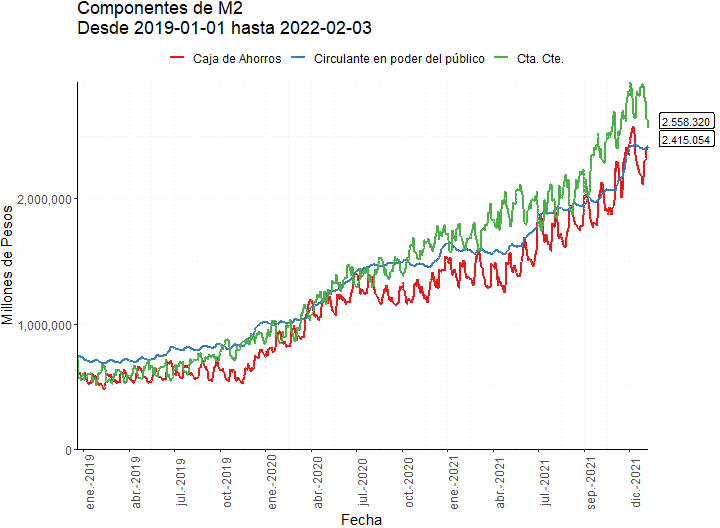 Componentes de M2
Desde 2019-01-01 hasta 2022-02-03
Caja de Ahorros Circulante en poder del público Cta. Cte.
Millones de Pesos
2,000,000
1,000,000
0
2.558.320
2.415.054
ene.-2019 abr.-2019 jul.-2019 oct.-2019 ene.-2020 abr.-2020 jul.-2020 oct.-2020 ene.-2021 abr.-2021 jul.-2021 sep.-2021 dic.-2021
Fecha